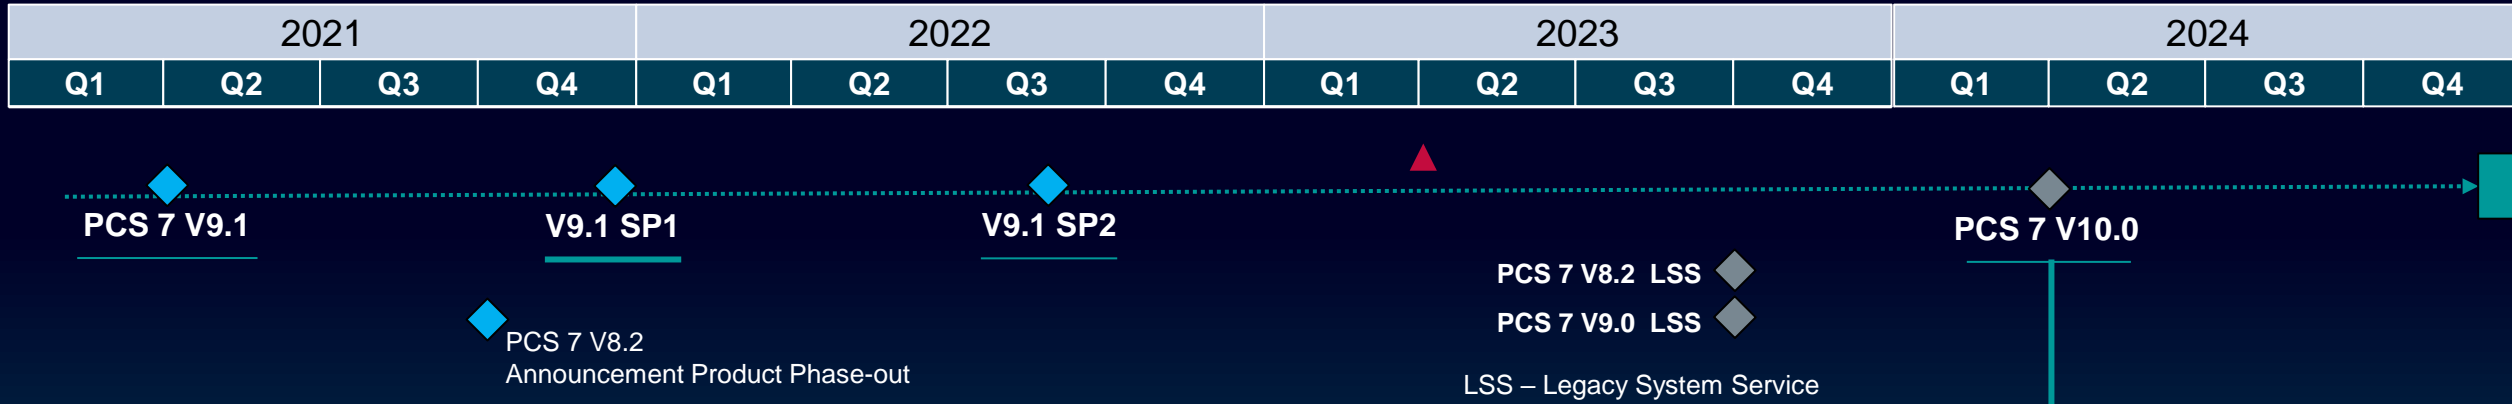 2021 2022 2023 2024
Q1 Q2 Q3 Q4 Q1 Q2 Q3 Q4 Q1 Q2 Q3 Q4 Q1 Q2 Q3 Q4
PCS 7 V9.1 V9.1 SP1 V9.1 SP2 PCS 7 V10.0
PCS 7 V8.2 LSS
PCS 7 V9.0 LSS
PCS 7 V8.2
Announcement Product Phase-out
LSS – Legacy System Service